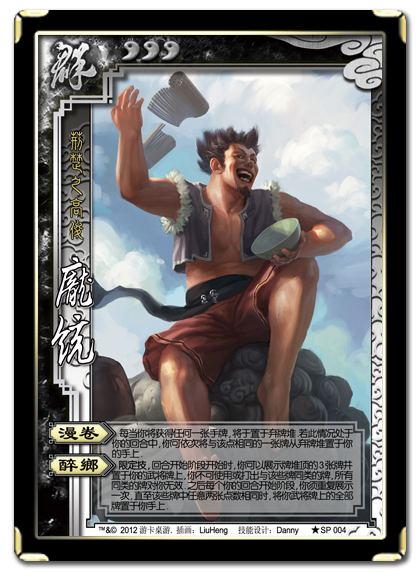 群
荊楚之高俊
龐統
漫卷
每当你将获得任何一张手牌，将于置于弃牌堆。若此情况处于
你的回合中，你可依次将与该点相同的一张牌从弃牌堆置于你
的手上。
醉鄉
限定技，回合开始阶段开始时，你可以展示牌堆顶的3张牌并
置于你的武将牌上，你不可使用或打出与该些牌同类的牌，所有
同类的牌对你无效。之后每个你的回合开始阶段，你须重复展示
一次，直至该些牌中任意两张点数相同时，将你武将牌上的全部
牌置于你手上。
™&© 2012 游卡桌游. 插画：LiuHeng 技能设计：Danny ★SP 004